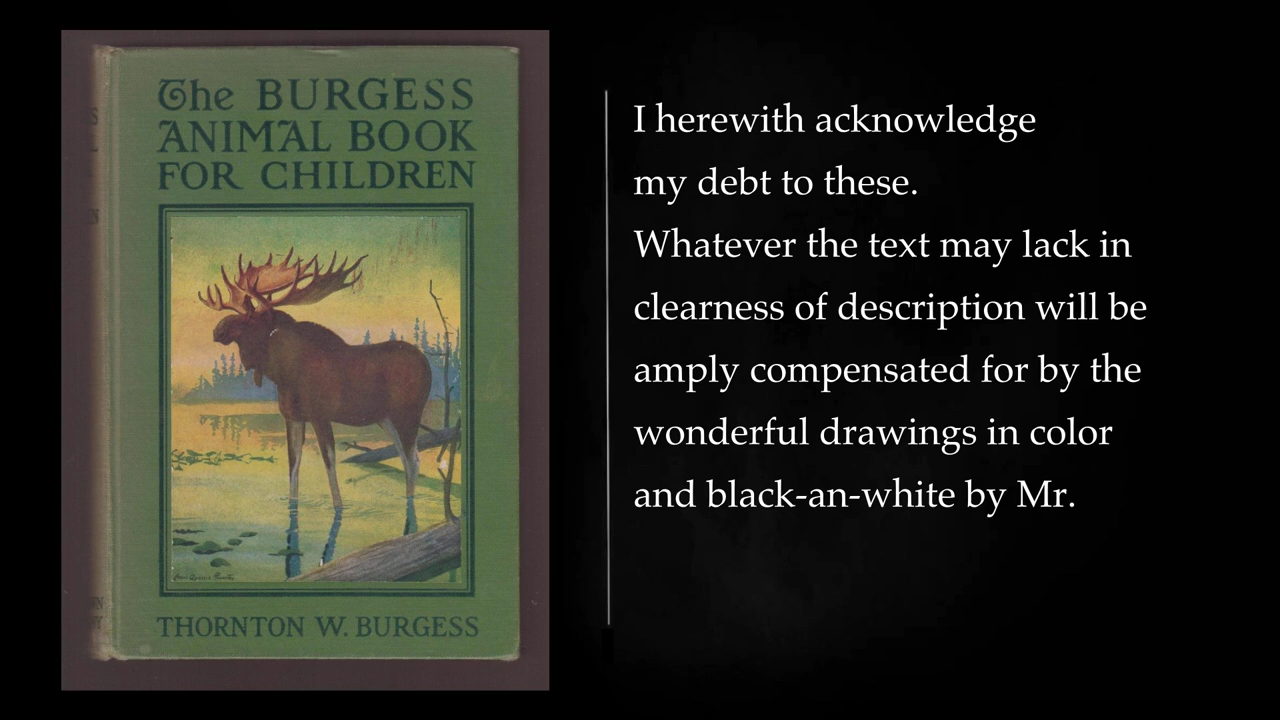 The BURGESS
ANIMAL BOOK
FOR CHILDREN
THORNTON W. BURGESS
I herewith acknowledge
my debt to these.
Whatever the text may lack in
clearness of description will be
amply compensated for by the
wonderful drawings in color
and black-an-white by Mr.